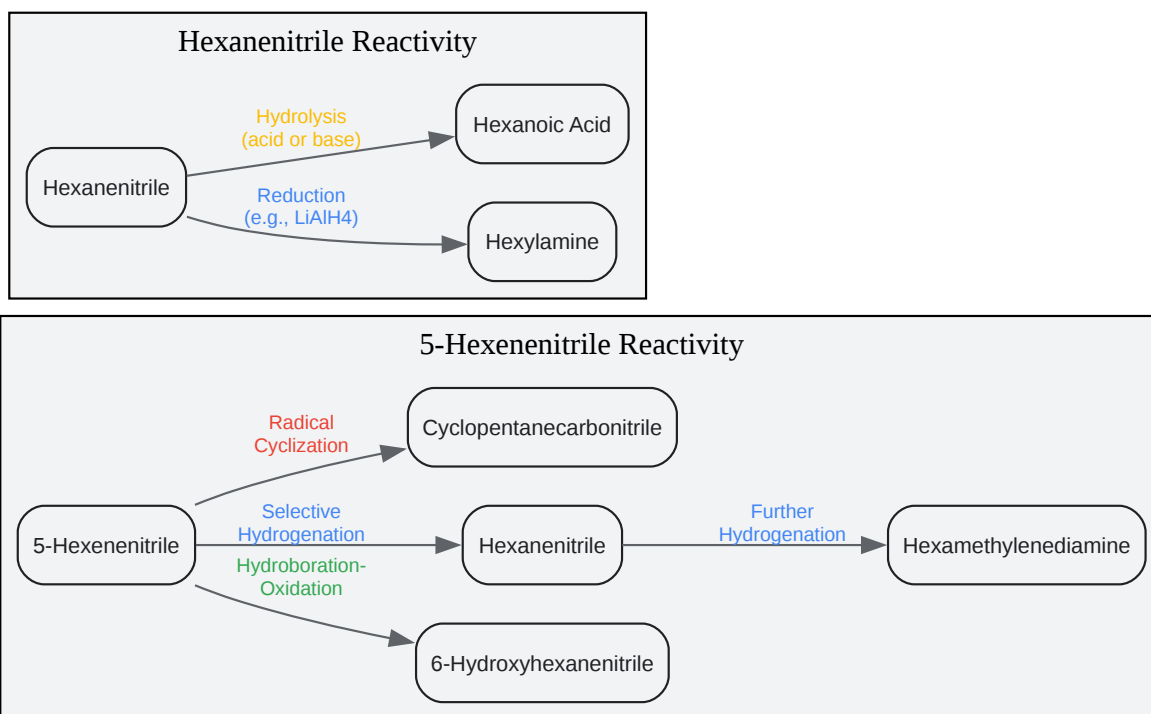 Hexanenitrile Reactivity
Hydrolysis
(acid or base)
Hexanoic Acid
Hexanenitrile
Reduction
(e.g., LiAlH4)
Hexylamine
5-Hexenenitrile Reactivity
Radical
Cyclization
Cyclopentanecarbonitrile
5-Hexenenitrile
Selective
Hydrogenation
Hexanenitrile
Further
Hydrogenation
Hexamethylenediamine
Hydroboration-
Oxidation
6-Hydroxyhexanenitrile